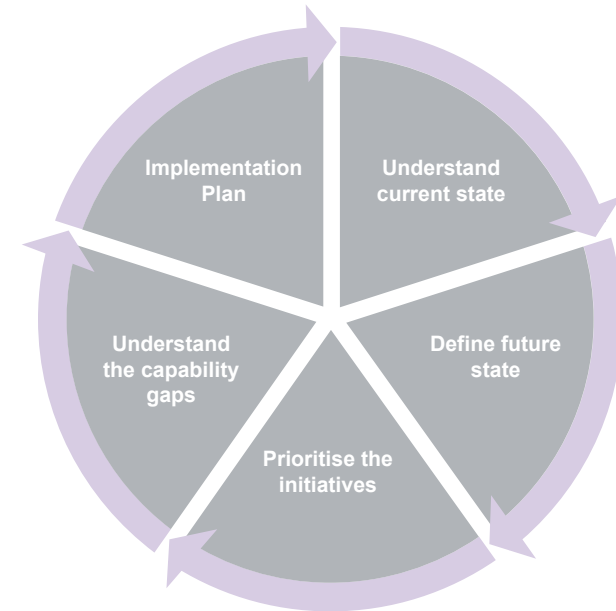 Understand
current state
Define future
state
Prioritise the
initiatives
Understand
the capability
gaps
Implementation
Plan